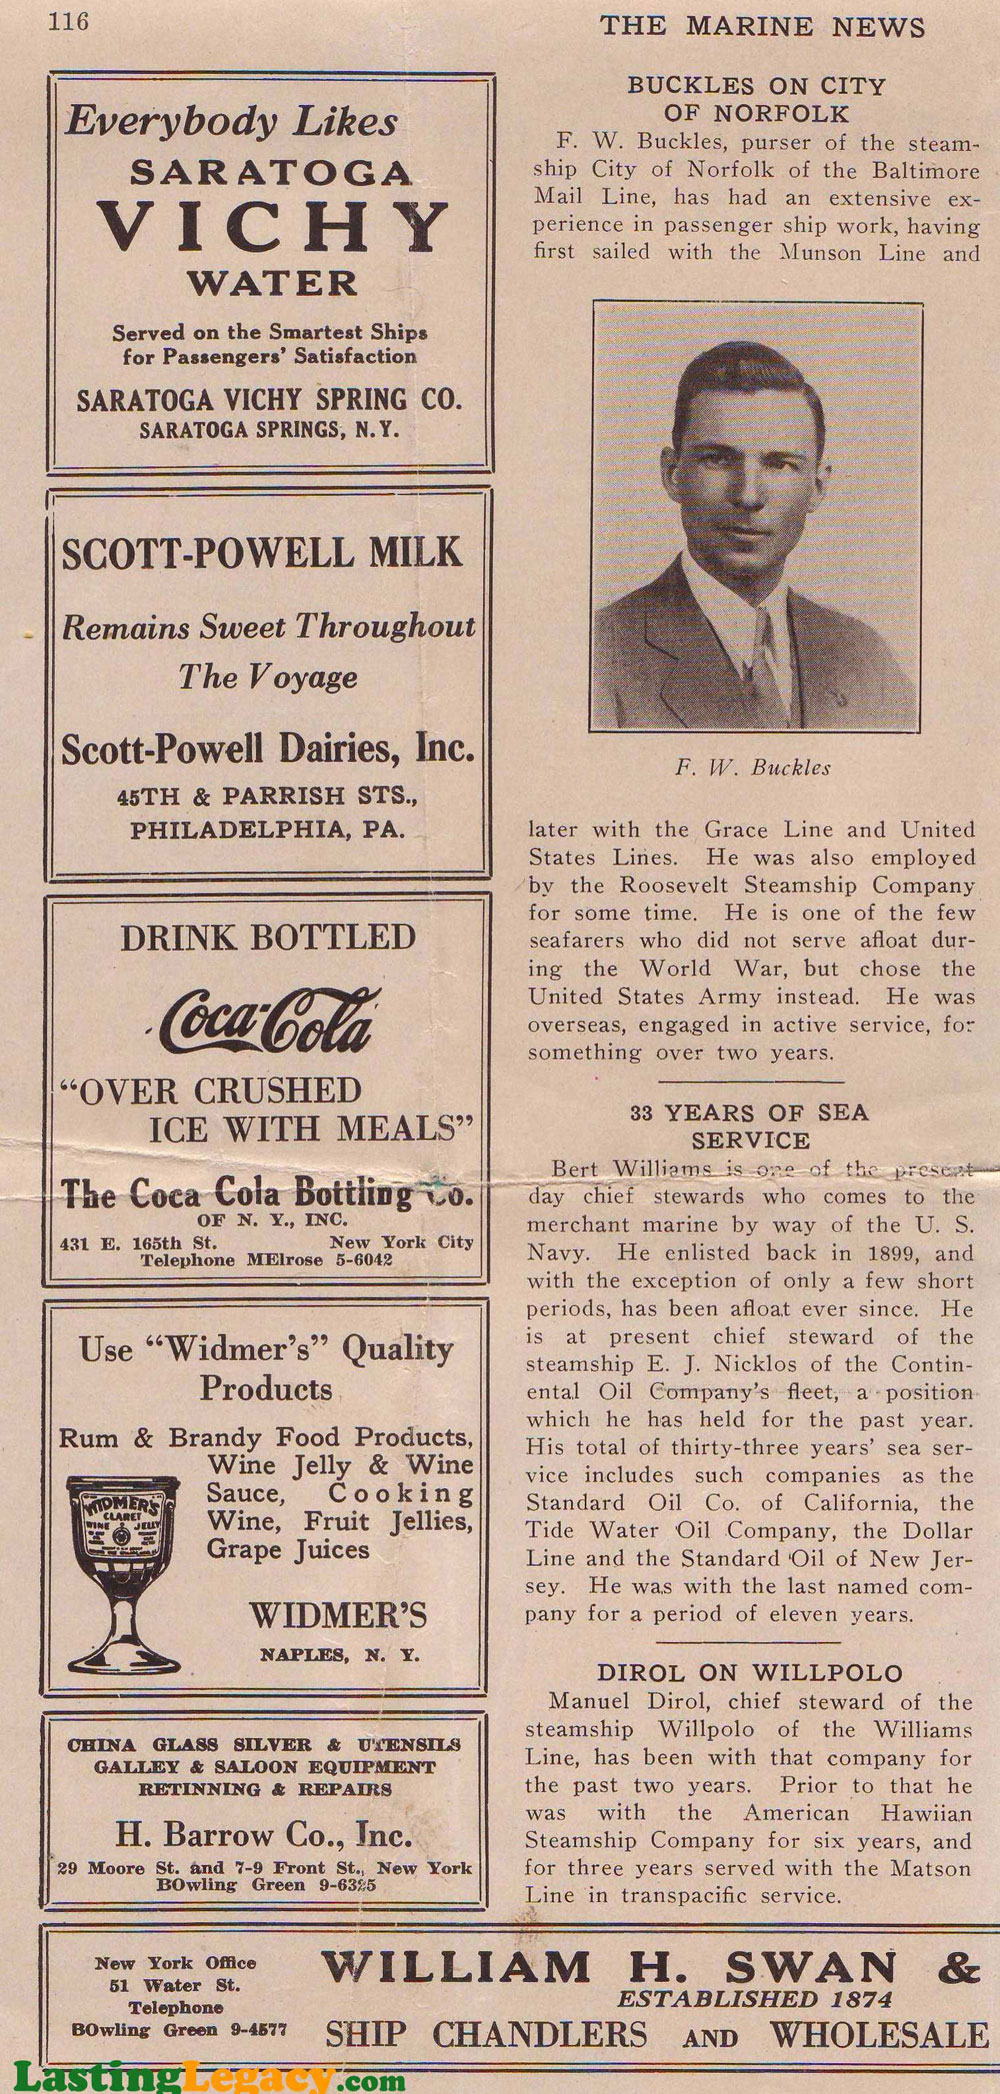 116
THE MARINE NEWS
Everybody Likes
SARATOGA
VICHY
WATER
Served on the Smartest Ships
for Passengers' Satisfaction
SARATOGA VICHY SPRING CO.
SARATOGA SPRINGS, N.Y.
SCOTT-POWELL MILK
Remains Sweet Throughout
The Voyage
Scott-Powell Dairies, Inc.
45TH & PARRISH STS.,
PHILADELPHIA, PA.
DRINK BOTTLED
Coca-Cola
"OVER CRUSHED
ICE WITH MEALS"
The Coca Cola Bottling Co.
OF N. Y., INC.
431 E. 165th St. New York City
Telephone MElrose 5-6042
Use "Widmer's" Quality
Products
Rum & Brandy Food Products,
Wine Jelly & Wine
Sauce, Cooking
Wine, Fruit Jellies,
Grape Juices
WIDMER'S
CLARET
WINE JELLY
WIDMER'S
NAPLES, N. Y.
CHINA GLASS SILVER & UTENSILS
GALLEY & SALOON EQUIPMENT
RETINNING & REPAIRS
H. Barrow Co., Inc.
29 Moore St. and 7-9 Front St., New York
BOwling Green 9-6325
BUCKLES ON CITY
OF NORFOLK
F. W. Buckles, purser of the steam-
ship City of Norfolk of the Baltimore
Mail Line, has had an extensive ex-
perience in passenger ship work, having
first sailed with the Munson Line and
F. W. Buckles
later with the Grace Line and United
States Lines. He was also employed
by the Roosevelt Steamship Company
for some time. He is one of the few
seafarers who did not serve afloat dur-
ing the World War, but chose the
United States Army instead. He was
overseas, engaged in active service, for
something over two years.
33 YEARS OF SEA
SERVICE
Bert Williams is one of the present
day chief stewards who comes to the
merchant marine by way of the U. S.
Navy. He enlisted back in 1899, and
with the exception of only a few short
periods, has been afloat ever since. He
is at present chief steward of the
steamship E. J. Nicklos of the Contin-
ental Oil Company's fleet, a position
which he has held for the past year.
His total of thirty-three years' sea ser-
vice includes such companies as the
Standard Oil Co. of California, the
Tide Water Oil Company, the Dollar
Line and the Standard Oil of New Jer-
sey. He was with the last named com-
pany for a period of eleven years.
DIROL ON WILLPOLO
Manuel Dirol, chief steward of the
steamship Willpolo of the Williams
Line, has been with that company for
the past two years. Prior to that he
was with the American Hawiian
Steamship Company for six years, and
for three years served with the Matson
Line in transpacific service.
New York Office
51 Water St.
Telephone
BOwling Green 9-4577
WILLIAM H. SWAN &
ESTABLISHED 1874
SHIP CHANDLERS AND WHOLESALE
LastingLegacy.com